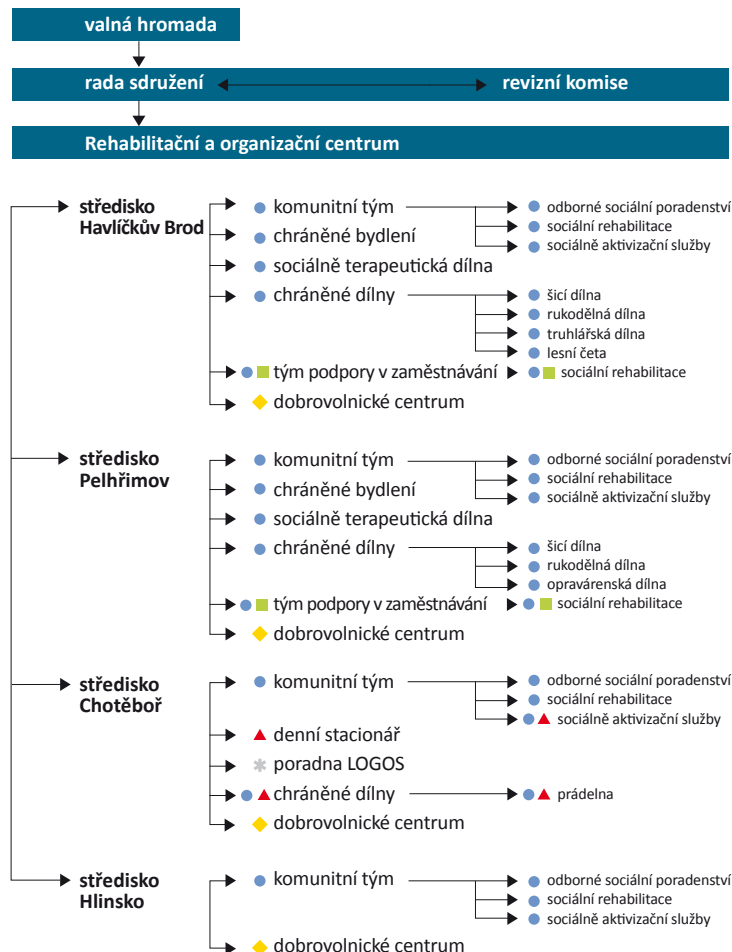 valná hromada
rada sdružení
revizní komise
Rehabilitační a organizační centrum
středisko
Havlíčkův Brod
komunitní tým
odborné sociální poradenství
sociální rehabilitace
sociálně aktivizační služby
chráněné bydlení
sociálně terapeutická dílna
chráněné dílny
šicí dílna
rukodělná dílna
truhlářská dílna
lesní četa
tým podpory v zaměstnávání
sociální rehabilitace
dobrovolnické centrum
středisko
Pelhřimov
komunitní tým
odborné sociální poradenství
sociální rehabilitace
sociálně aktivizační služby
chráněné bydlení
sociálně terapeutická dílna
chráněné dílny
šicí dílna
rukodělná dílna
opravárenská dílna
tým podpory v zaměstnávání
sociální rehabilitace
dobrovolnické centrum
středisko
Chotěboř
komunitní tým
odborné sociální poradenství
sociální rehabilitace
sociálně aktivizační služby
denní stacionář
poradna LOGOS
chráněné dílny
prádelna
dobrovolnické centrum
středisko
Hlinsko
komunitní tým
odborné sociální poradenství
sociální rehabilitace
sociálně aktivizační služby
dobrovolnické centrum